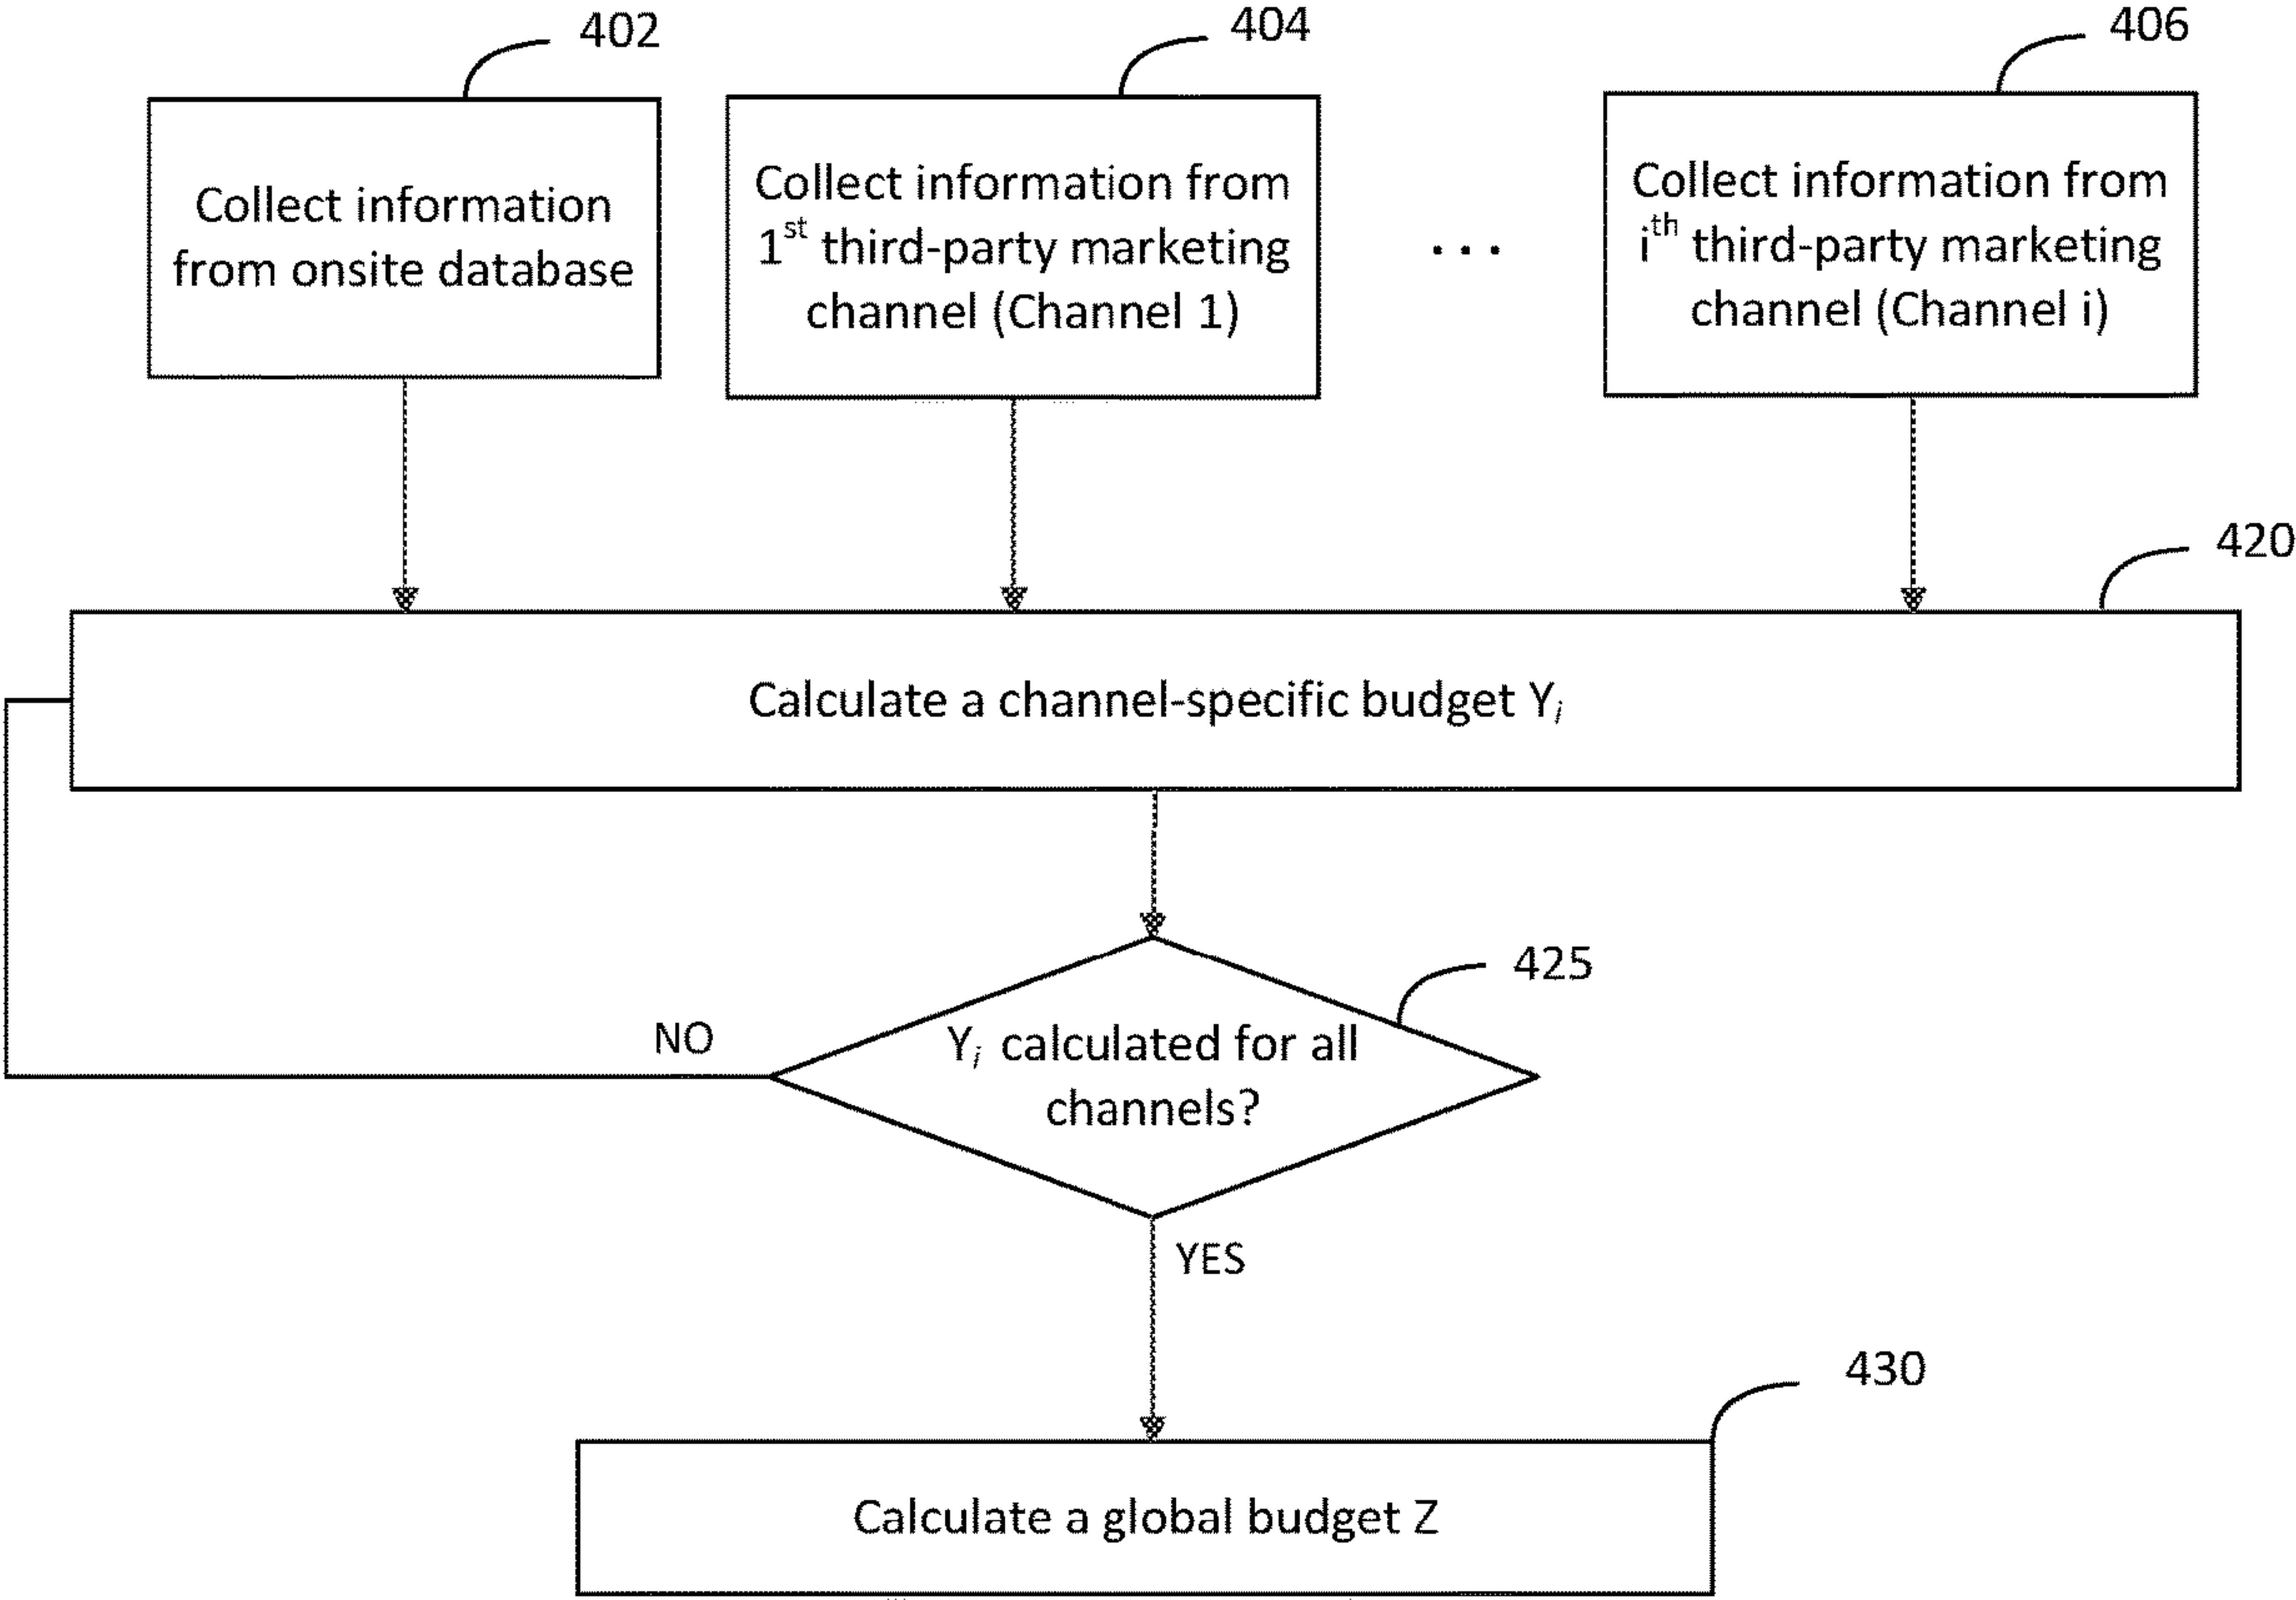 402
404
406
Collect information
from onsite database
Collect information from
1st third-party marketing
channel (Channel 1)
...
Collect information from
ith third-party marketing
channel (Channel i)
420
Calculate a channel-specific budget Yi
425
NO
Yi calculated for all
channels?
YES
430
Calculate a global budget Z